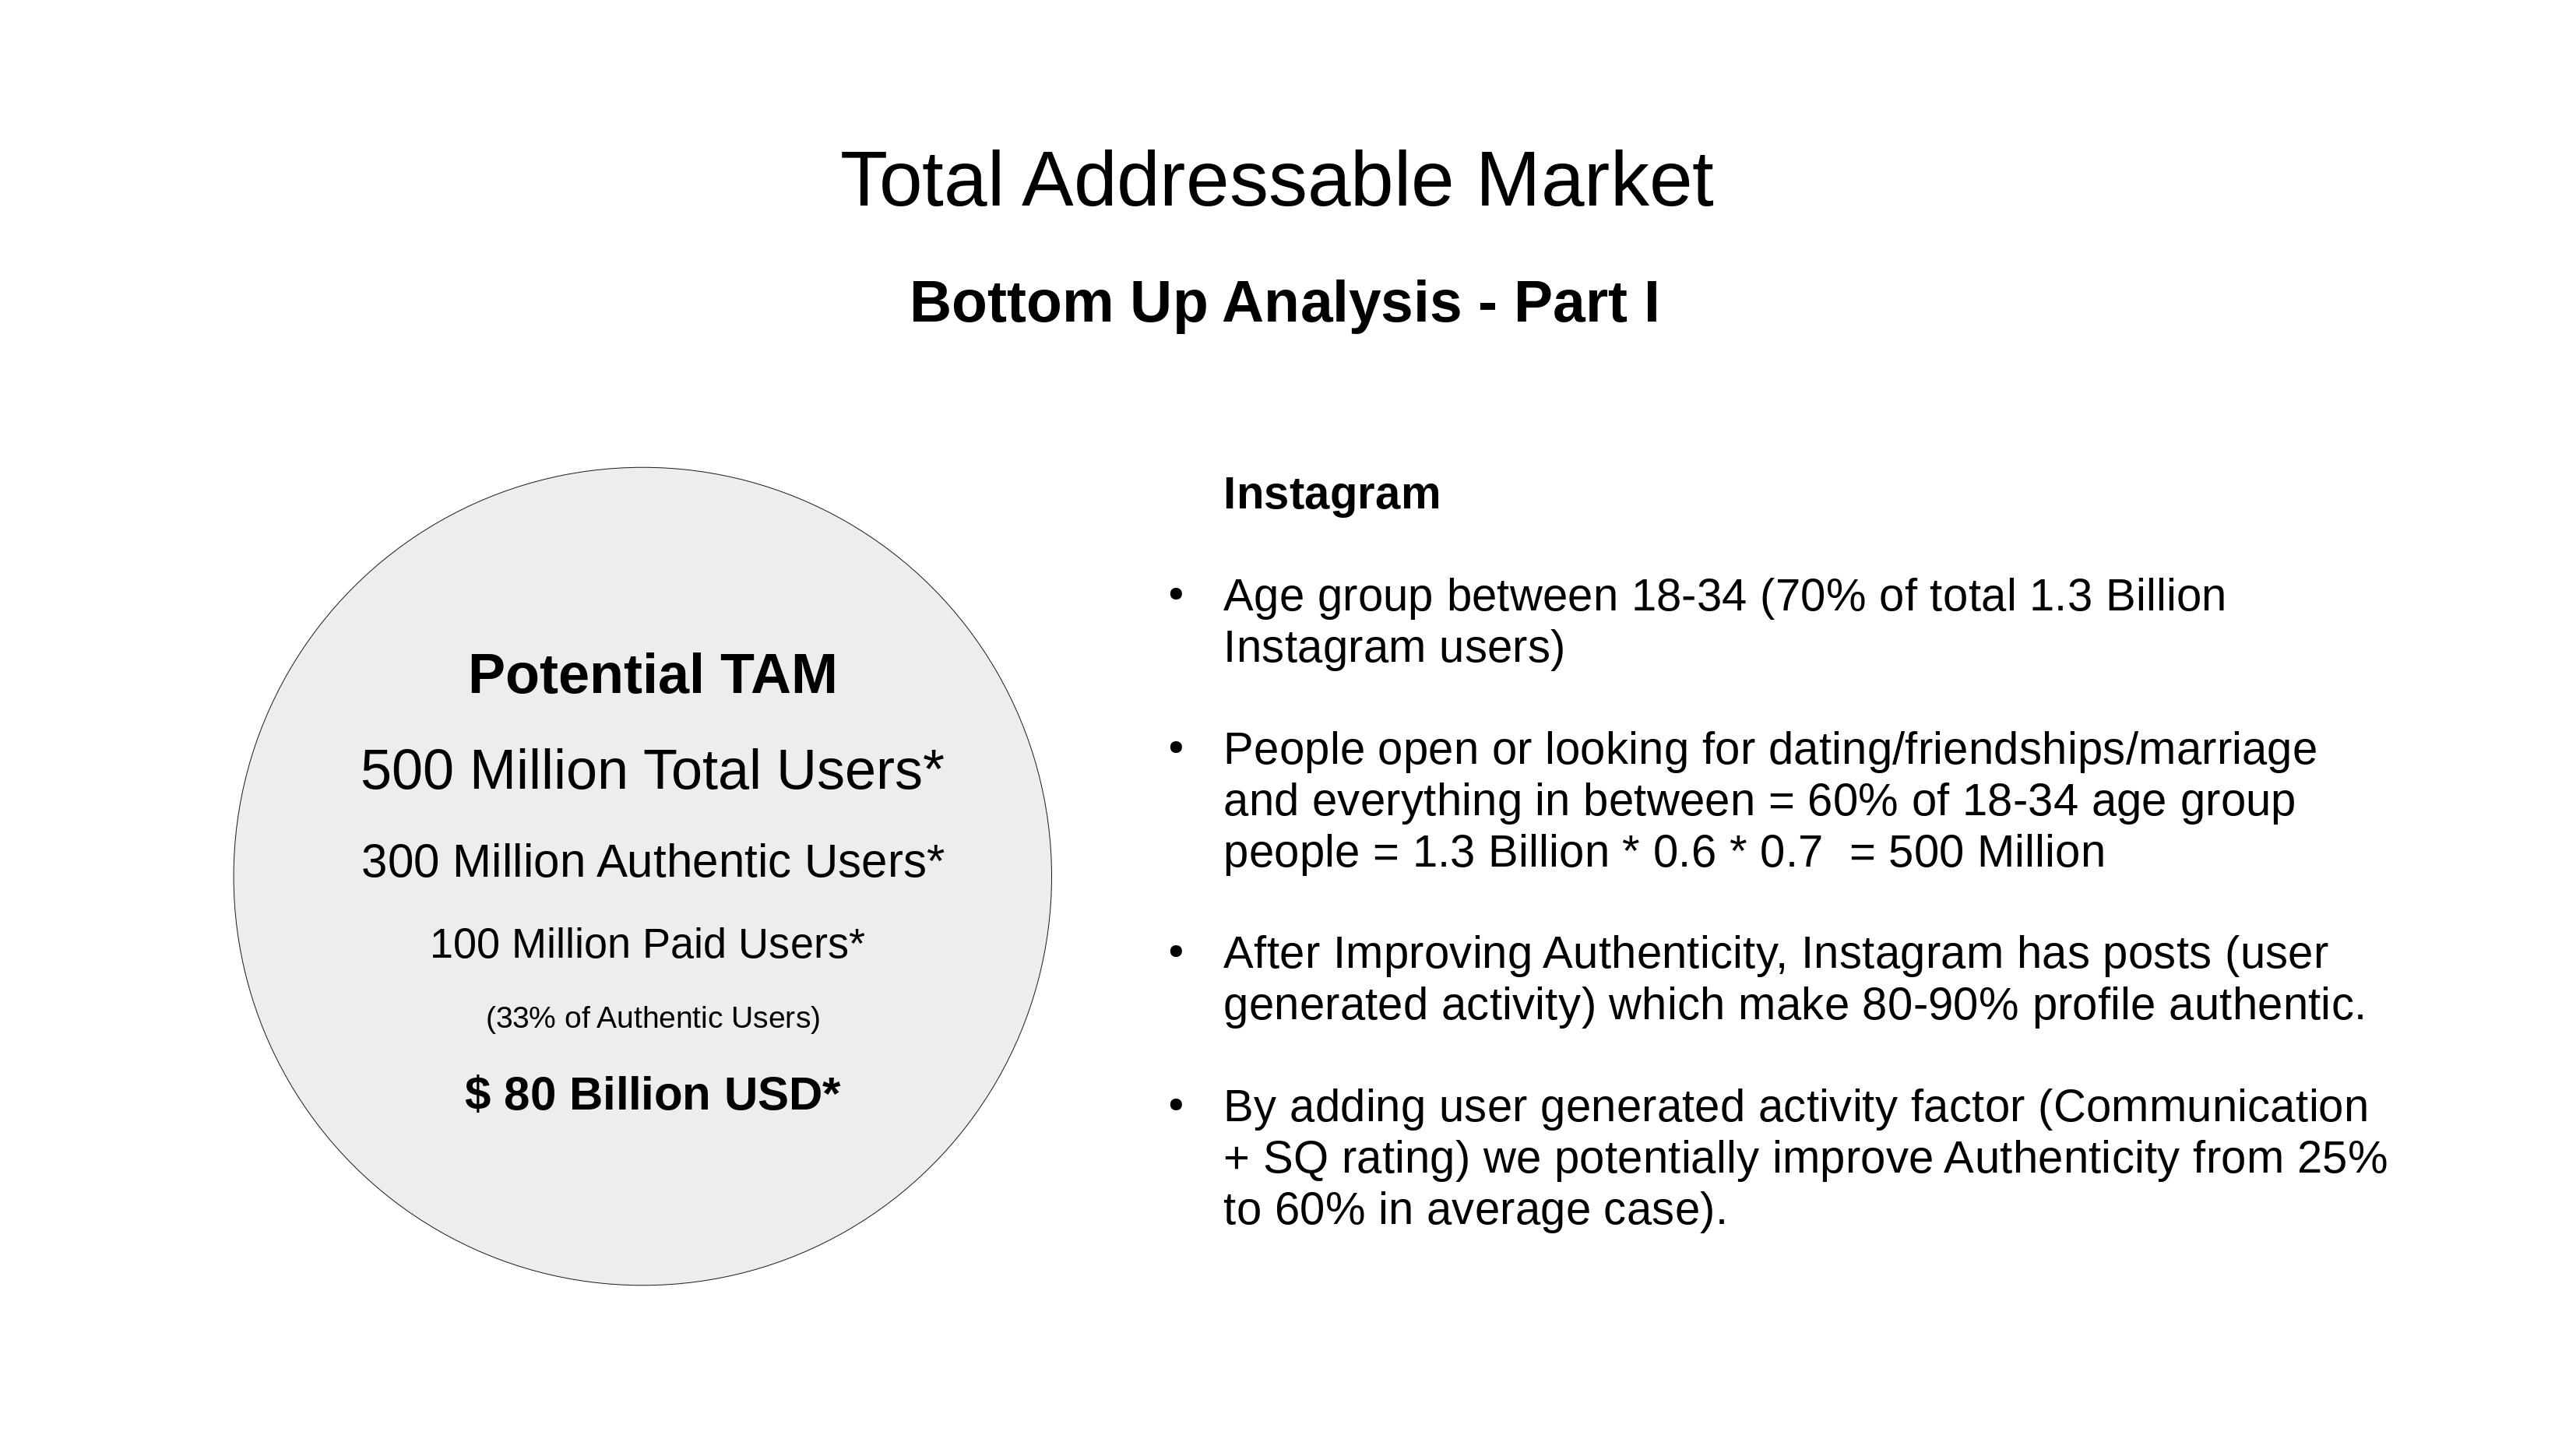 Total Addressable Market
Bottom Up Analysis - Part I
Potential TAM
500 Million Total Users*
300 Million Authentic Users*
100 Million Paid Users*
(33% of Authentic Users)
$ 80 Billion USD*
Instagram
• Age group between 18-34 (70% of total 1.3 Billion
Instagram users)
• People open or looking for dating/friendships/marriage
and everything in between = 60% of 18-34 age group
people = 1.3 Billion * 0.6 * 0.7  = 500 Million
• After Improving Authenticity, Instagram has posts (user
generated activity) which make 80-90% profile authentic.
• By adding user generated activity factor (Communication
+ SQ rating) we potentially improve Authenticity from 25%
to 60% in average case).